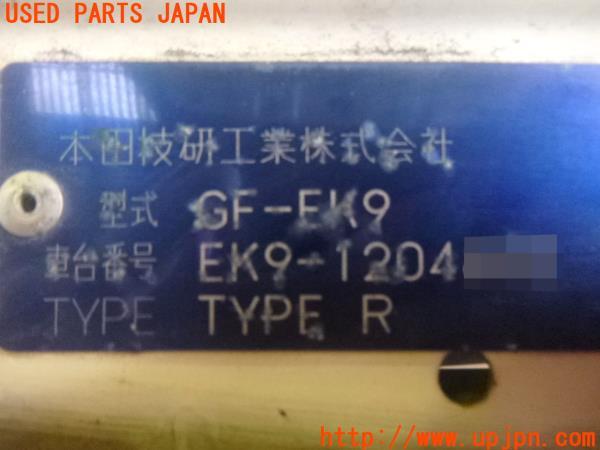 USED PARTS JAPAN
本田技研工業株式会社
型式 GF-EK9
車台番号 EK9-1204
TYPE TYPE R
http://www.upjpn.com